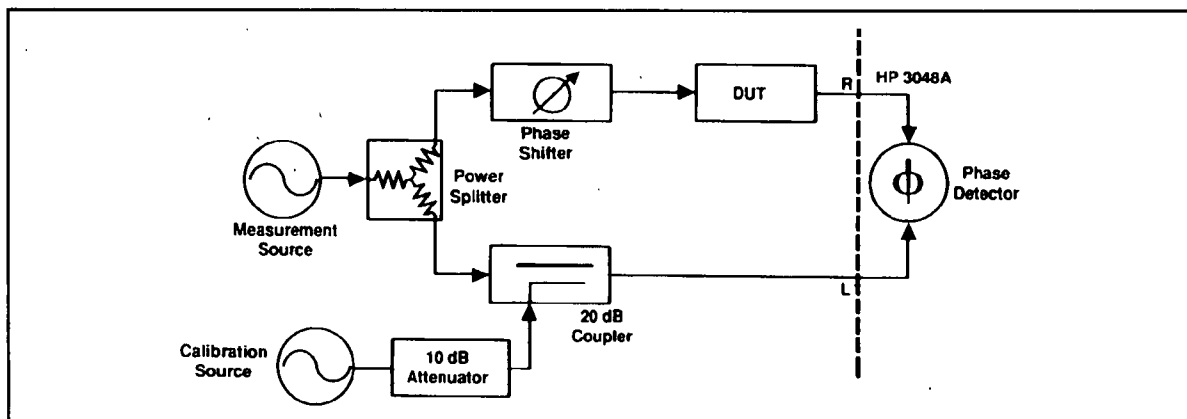 R HP 3048A
DUT
Phase
Shifter
Power
Splitter
Φ
Phase
Detector
Measurement
Source
L
20 dB
Coupler
Calibration
Source
10 dB
Attenuator